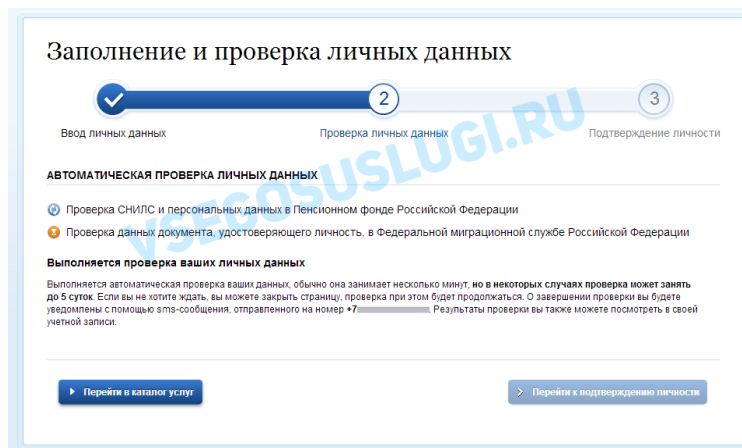 Заполнение и проверка личных данных
2
3
Ввод личных данных
Проверка личных данных
Подтверждение личности
VSEGOSUSLUGI.RU
АВТОМАТИЧЕСКАЯ ПРОВЕРКА ЛИЧНЫХ ДАННЫХ
Проверка СНИЛС и персональных данных в Пенсионном фонде Российской Федерации
Проверка данных документа, удостоверяющего личность, в Федеральной миграционной службе Российской Федерации
Выполняется проверка ваших личных данных
Выполняется автоматическая проверка ваших данных, обычно она занимает несколько минут, но в некоторых случаях проверка может занять
до 5 суток. Если вы не хотите ждать, вы можете закрыть страницу, проверка при этом будет продолжаться. О завершении проверки вы будете
уведомлены с помощью sms-сообщения, отправленного на номер +7 . Результаты проверки вы также можете посмотреть в своей
учетной записи.
Перейти в каталог услуг
Перейти к подтверждению личности